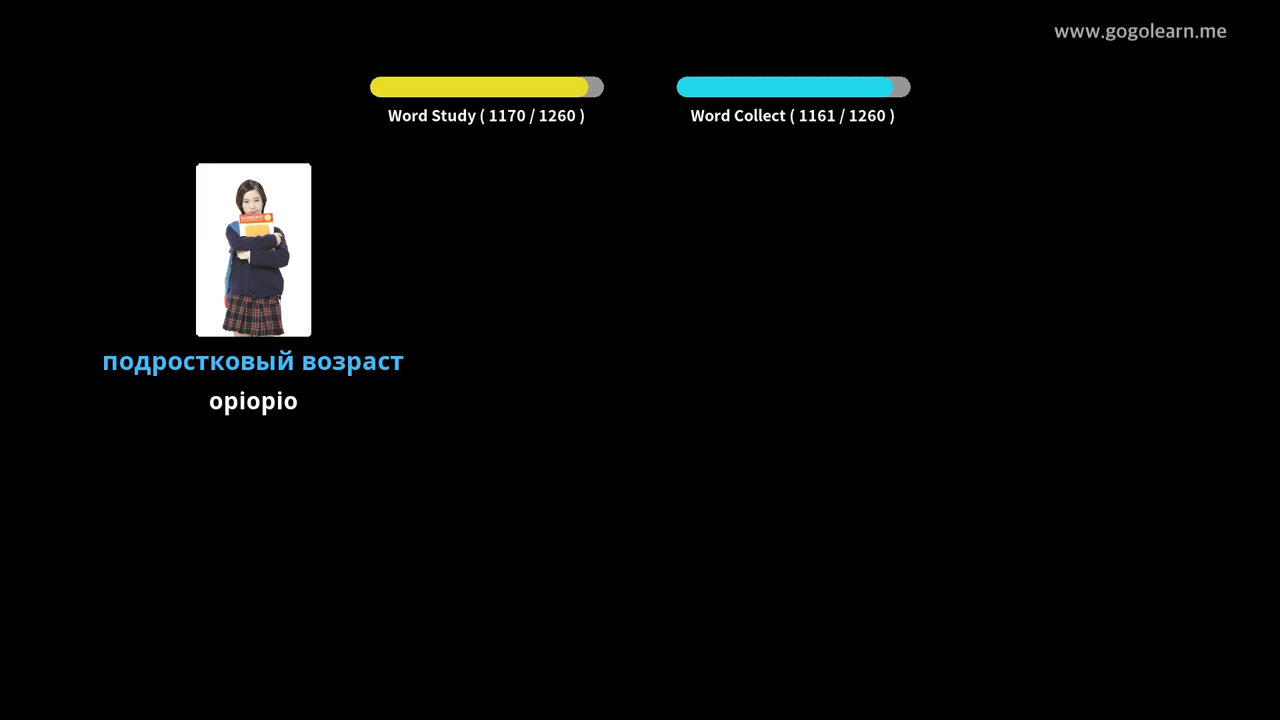 www.gogolearn.me
Word Study ( 1170 / 1260 )
Word Collect ( 1161 / 1260 )
подростковый возраст
opiopio